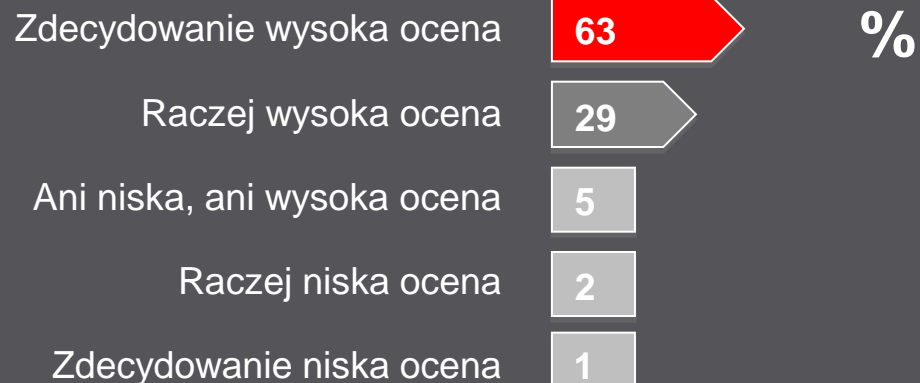 Zdecydowanie wysoka ocena 63 %
Raczej wysoka ocena 29
Ani niska, ani wysoka ocena 5
Raczej niska ocena 2
Zdecydowanie niska ocena 1